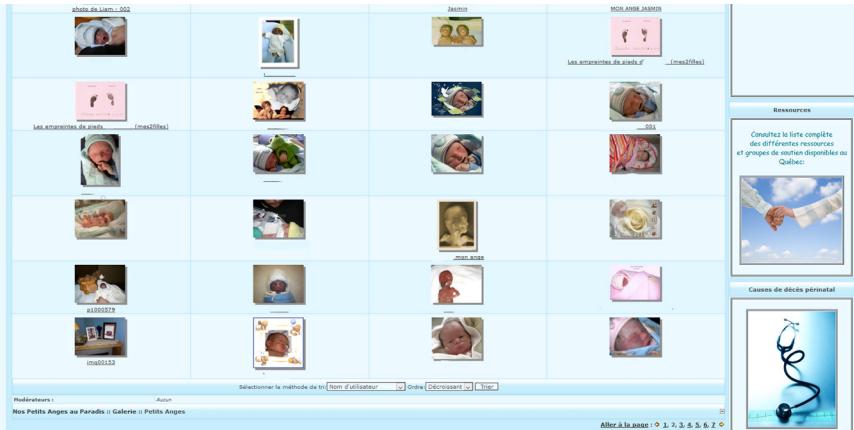 photo de Liam - 002
Jasmin
MON ANGE JASMIN
Les empreintes de pieds d' (mes2filles)
Les empreintes de pieds (mes2filles)
001
mon ange
p1000579
img00153
Sélectionner la méthode de tri: Nom d'utilisateur Ordre: Décroissant Trier
Modérateurs : Aucun
Nos Petits Anges au Paradis :: Galerie :: Petits Anges
Aller à la page : 1, 2, 3, 4, 5, 6, 7
Ressources
Consultez la liste complète
des différentes ressources
et groupes de soutien disponibles au
Québec:
Causes de décès périnatal